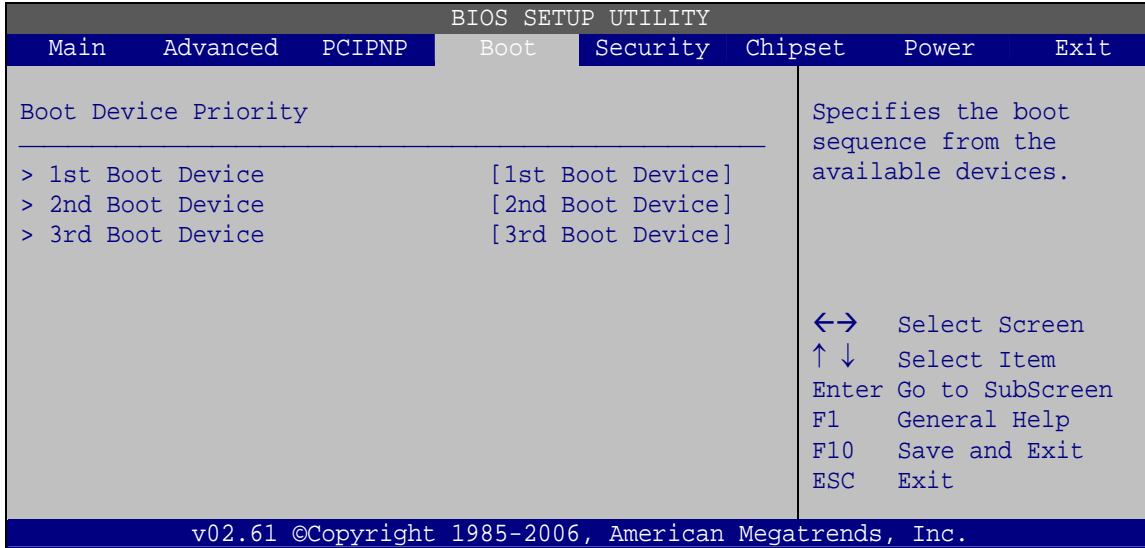 BIOS SETUP UTILITY
Main Advanced PCIPNP Boot Security Chipset Power Exit
Boot Device Priority
> 1st Boot Device [1st Boot Device]
> 2nd Boot Device [2nd Boot Device]
> 3rd Boot Device [3rd Boot Device]
Specifies the boot
sequence from the
available devices.
←→ Select Screen
↑ ↓ Select Item
Enter Go to SubScreen
F1 General Help
F10 Save and Exit
ESC Exit
v02.61 ©Copyright 1985-2006, American Megatrends, Inc.